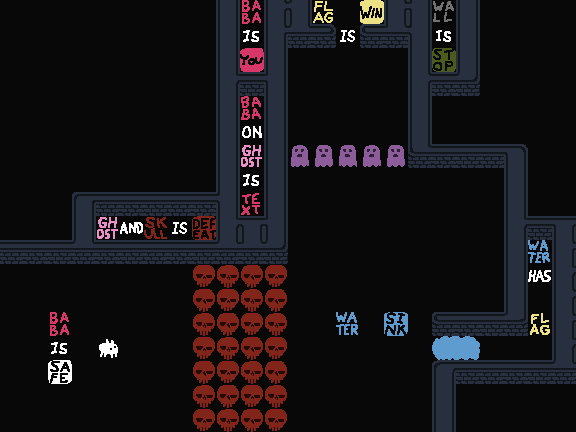 BABA IS YOU
FLAG IS WIN
WALL IS STOP
BABA ON GHOST IS TEXT
GHOST AND SKULL IS DEFEAT
WATER HAS FLAG
BABA IS SAFE
WATER SINK